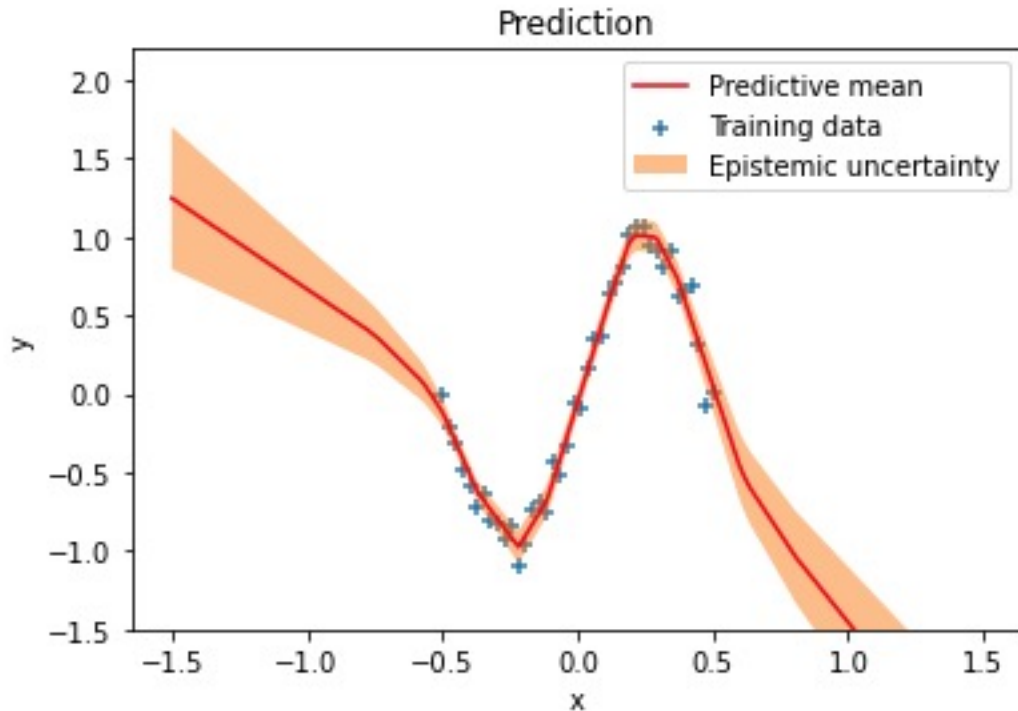 Prediction
Predictive mean
Training data
Epistemic uncertainty
2.0
1.5
1.0
0.5
0.0
−0.5
−1.0
−1.5
y
−1.5 −1.0 −0.5 0.0 0.5 1.0 1.5
x